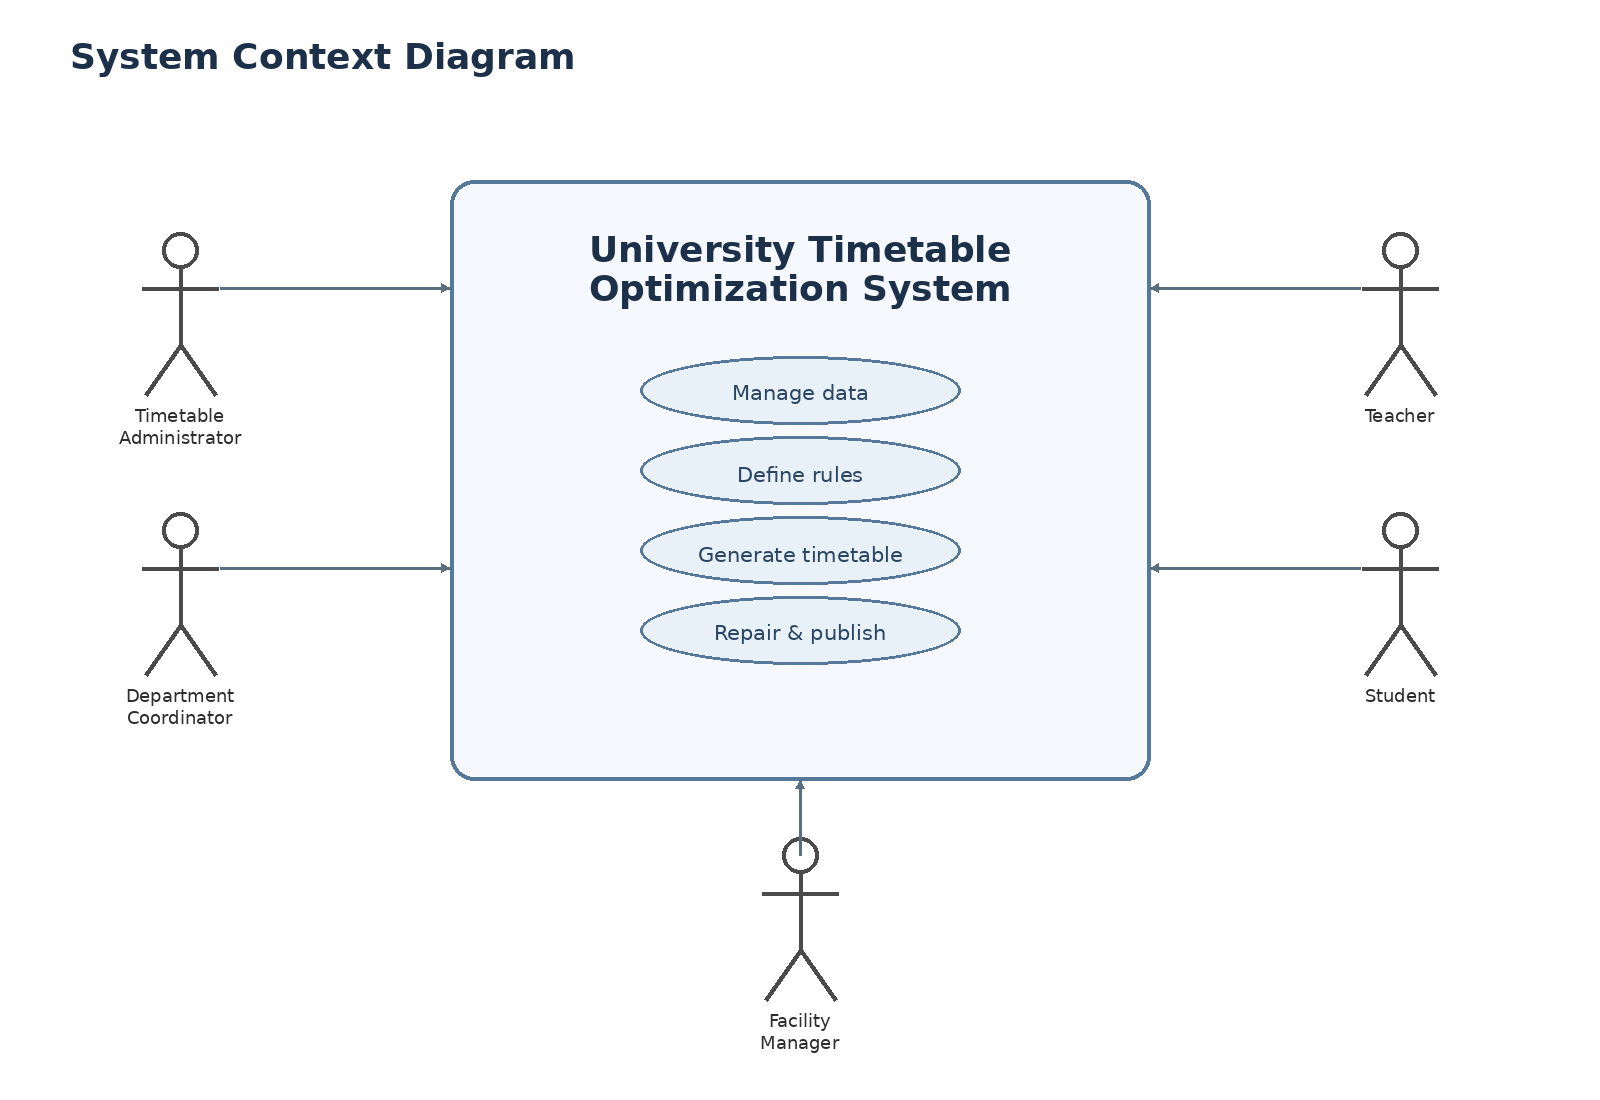 System Context Diagram
University Timetable
Optimization System
Manage data
Define rules
Generate timetable
Repair & publish
Timetable
Administrator
Teacher
Department
Coordinator
Student
Facility
Manager